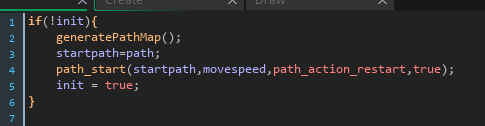 Create
Draw
1 if(!init){
2 generatePathMap();
3 startpath=path;
4 path_start(startpath,movespeed,path_action_restart,true);
5 init = true;
6 }
7